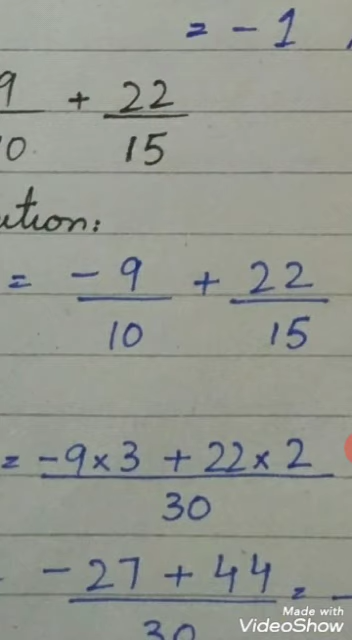 = - 1
9/10 + 22/15
ution:
= -9/10 + 22/15
= -9×3 + 22×2 / 30
-27 + 44 / 30 = -
Made with
VideoShow